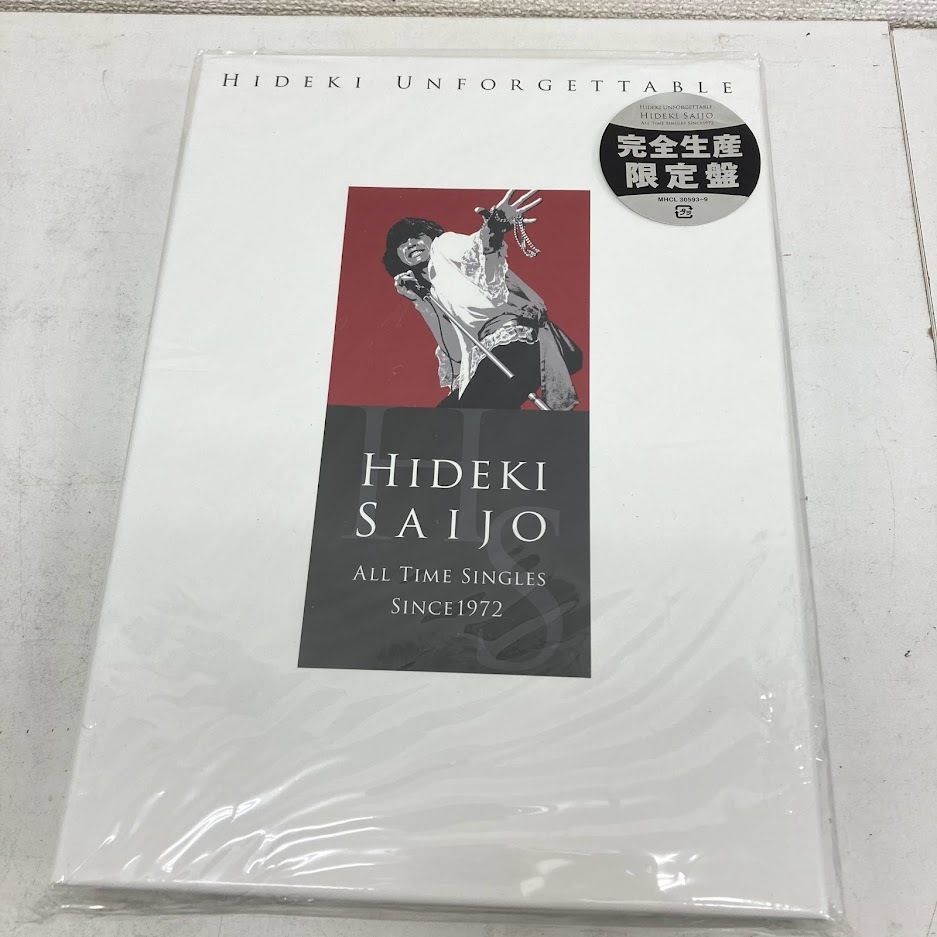 HIDEKI UNFORGETTABLE
HIDEKI UNFORGETTABLE
HIDEKI SAIJO
ALL TIME SINGLES SINCE1972
完全生産
限定盤
MHCL 30593~9
HS
HIDEKI
SAIJO
ALL TIME SINGLES
SINCE1972